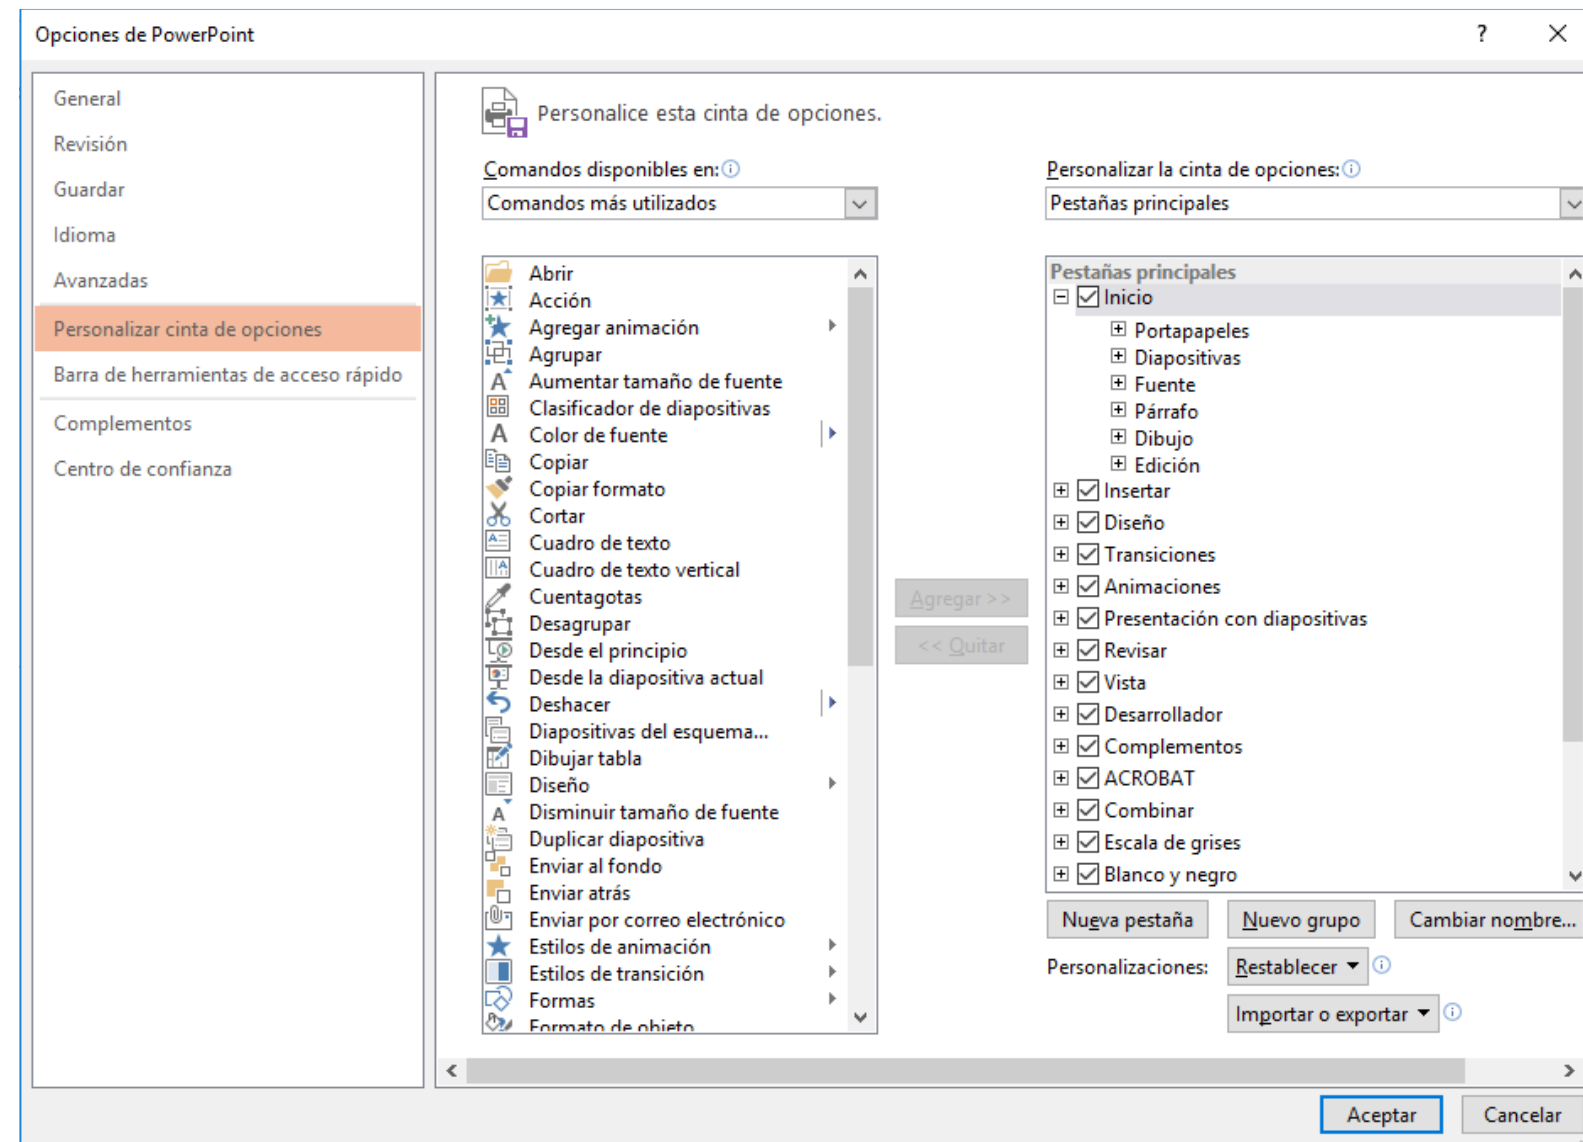 Opciones de PowerPoint
?
General
Revisión
Guardar
Idioma
Avanzadas
Personalizar cinta de opciones
Barra de herramientas de acceso rápido
Complementos
Centro de confianza
Personalice esta cinta de opciones.
Comandos disponibles en:
Comandos más utilizados
Abrir
Acción
Agregar animación
Agrupar
Aumentar tamaño de fuente
Clasificador de diapositivas
Color de fuente
Copiar
Copiar formato
Cortar
Cuadro de texto
Cuadro de texto vertical
Cuentagotas
Desagrupar
Desde el principio
Desde la diapositiva actual
Deshacer
Diapositivas del esquema...
Dibujar tabla
Diseño
Disminuir tamaño de fuente
Duplicar diapositiva
Enviar al fondo
Enviar atrás
Enviar por correo electrónico
Estilos de animación
Estilos de transición
Formas
Formato de objeto
Agregar >>
<< Quitar
Personalizar la cinta de opciones:
Pestañas principales
Pestañas principales
Inicio
Portapapeles
Diapositivas
Fuente
Párrafo
Dibujo
Edición
Insertar
Diseño
Transiciones
Animaciones
Presentación con diapositivas
Revisar
Vista
Desarrollador
Complementos
ACROBAT
Combinar
Escala de grises
Blanco y negro
Nueva pestaña
Nuevo grupo
Cambiar nombre...
Personalizaciones:
Restablecer
Importar o exportar
Aceptar
Cancelar